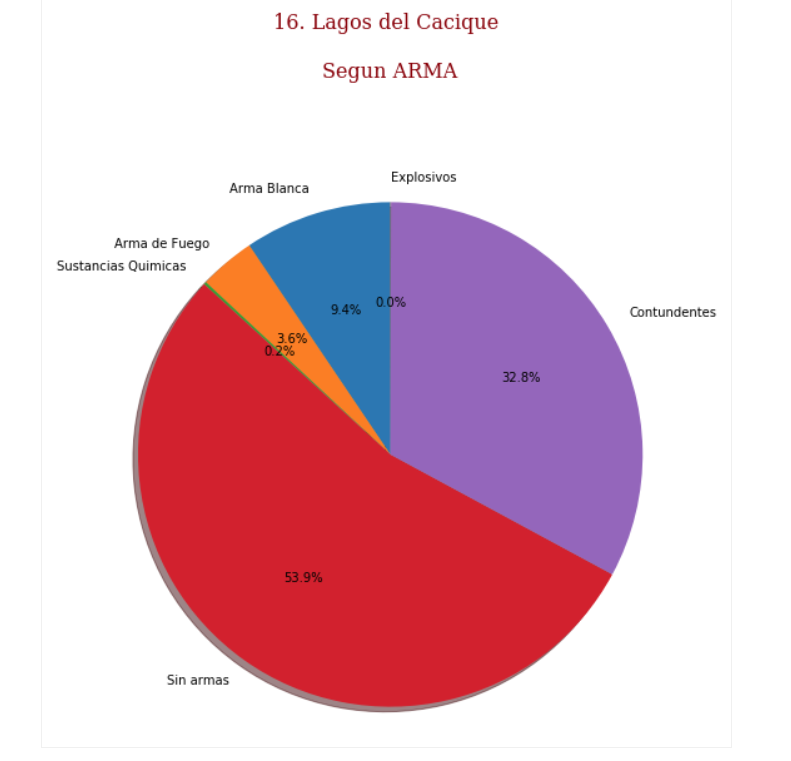 16. Lagos del Cacique
Segun ARMA
Explosivos
Arma Blanca
Arma de Fuego
Sustancias Quimicas
Contundentes
0.0%
9.4%
3.6%
0.2%
32.8%
53.9%
Sin armas